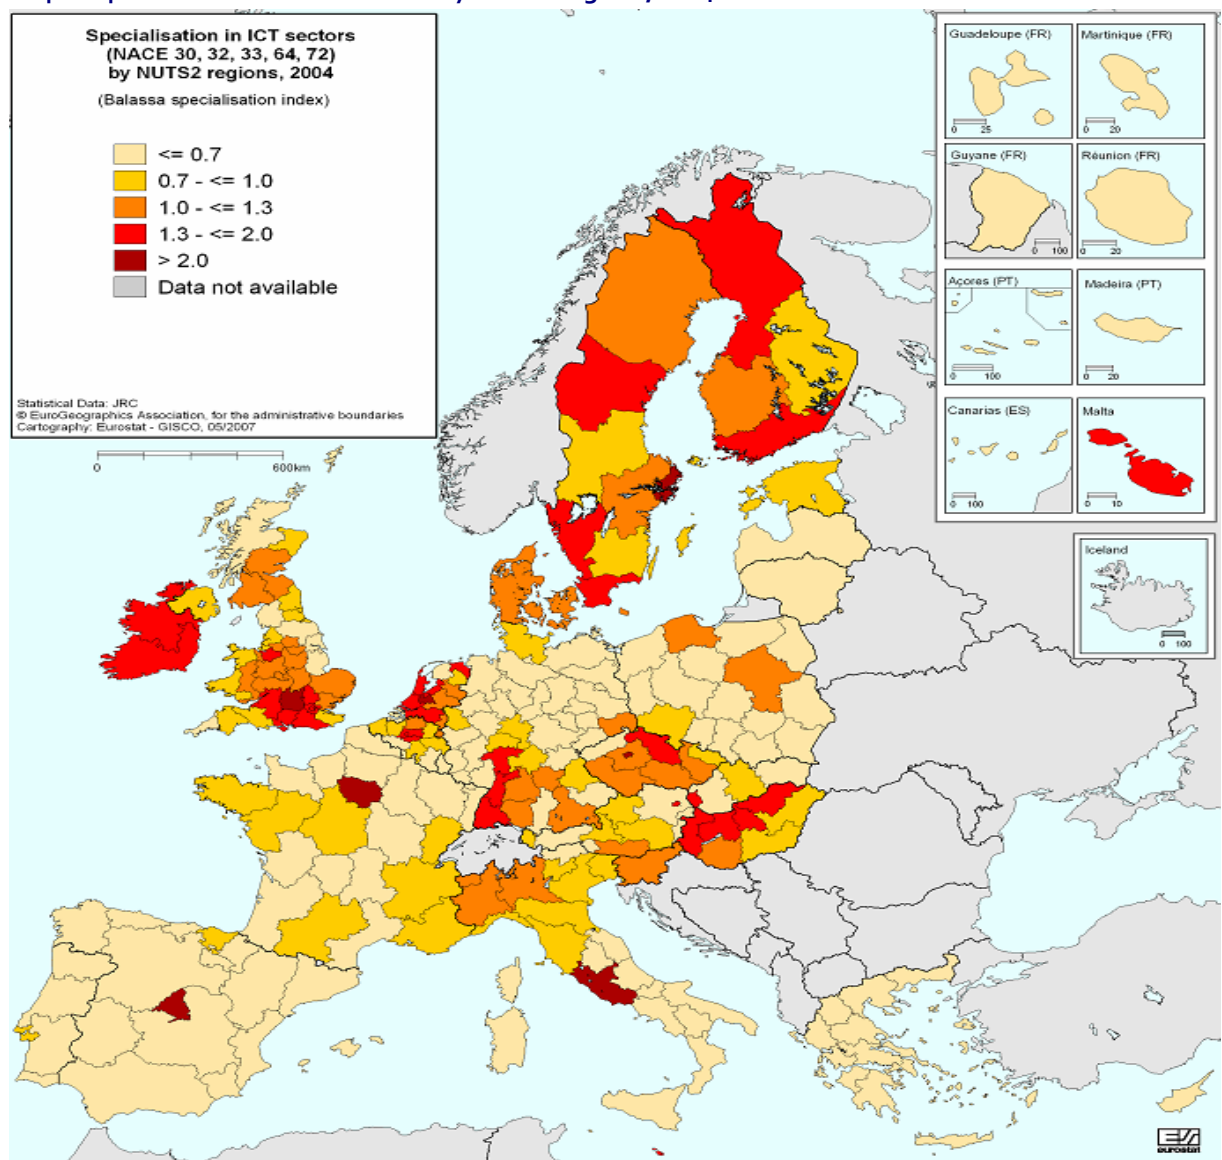 Specialisation in ICT sectors
(NACE 30, 32, 33, 64, 72)
by NUTS2 regions, 2004
(Balassa specialisation index)
<= 0.7
0.7 - <= 1.0
1.0 - <= 1.3
1.3 - <= 2.0
> 2.0
Data not available
Statistical Data: JRC
© EuroGeographics Association, for the administrative boundaries
Cartography: Eurostat - GISCO, 05/2007
0 600km
Guadeloupe (FR)
0 25
Martinique (FR)
0 20
Guyane (FR)
0 100
Réunion (FR)
0 20
Açores (PT)
0 100
Madeira (PT)
0 20
Canarias (ES)
0 100
Malta
0 10
Iceland
0 100
eurostat